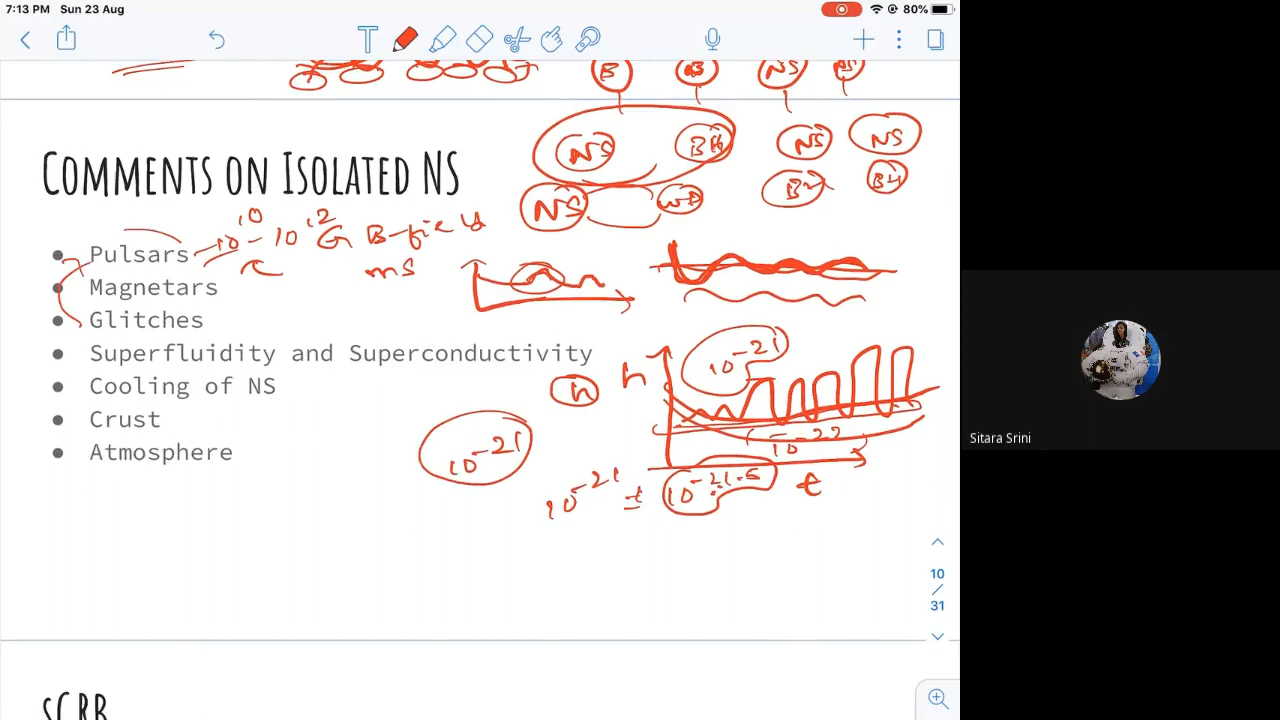 7:13 PM Sun 23 Aug
80%
T
B
NS
NS
BH
NS
NS
NS
WD
BH
BH
COMMENTS ON ISOLATED NS
10^10 - 10^12 G B-field
ms
● Pulsars
● Magnetars
● Glitches
● Superfluidity and Superconductivity
● Cooling of NS
● Crust
● Atmosphere
h
h
10^-21
10^-22
10^-21
10^-21 ± 10^-21.5
t
Sitara Srini
10
/
31
sGRB